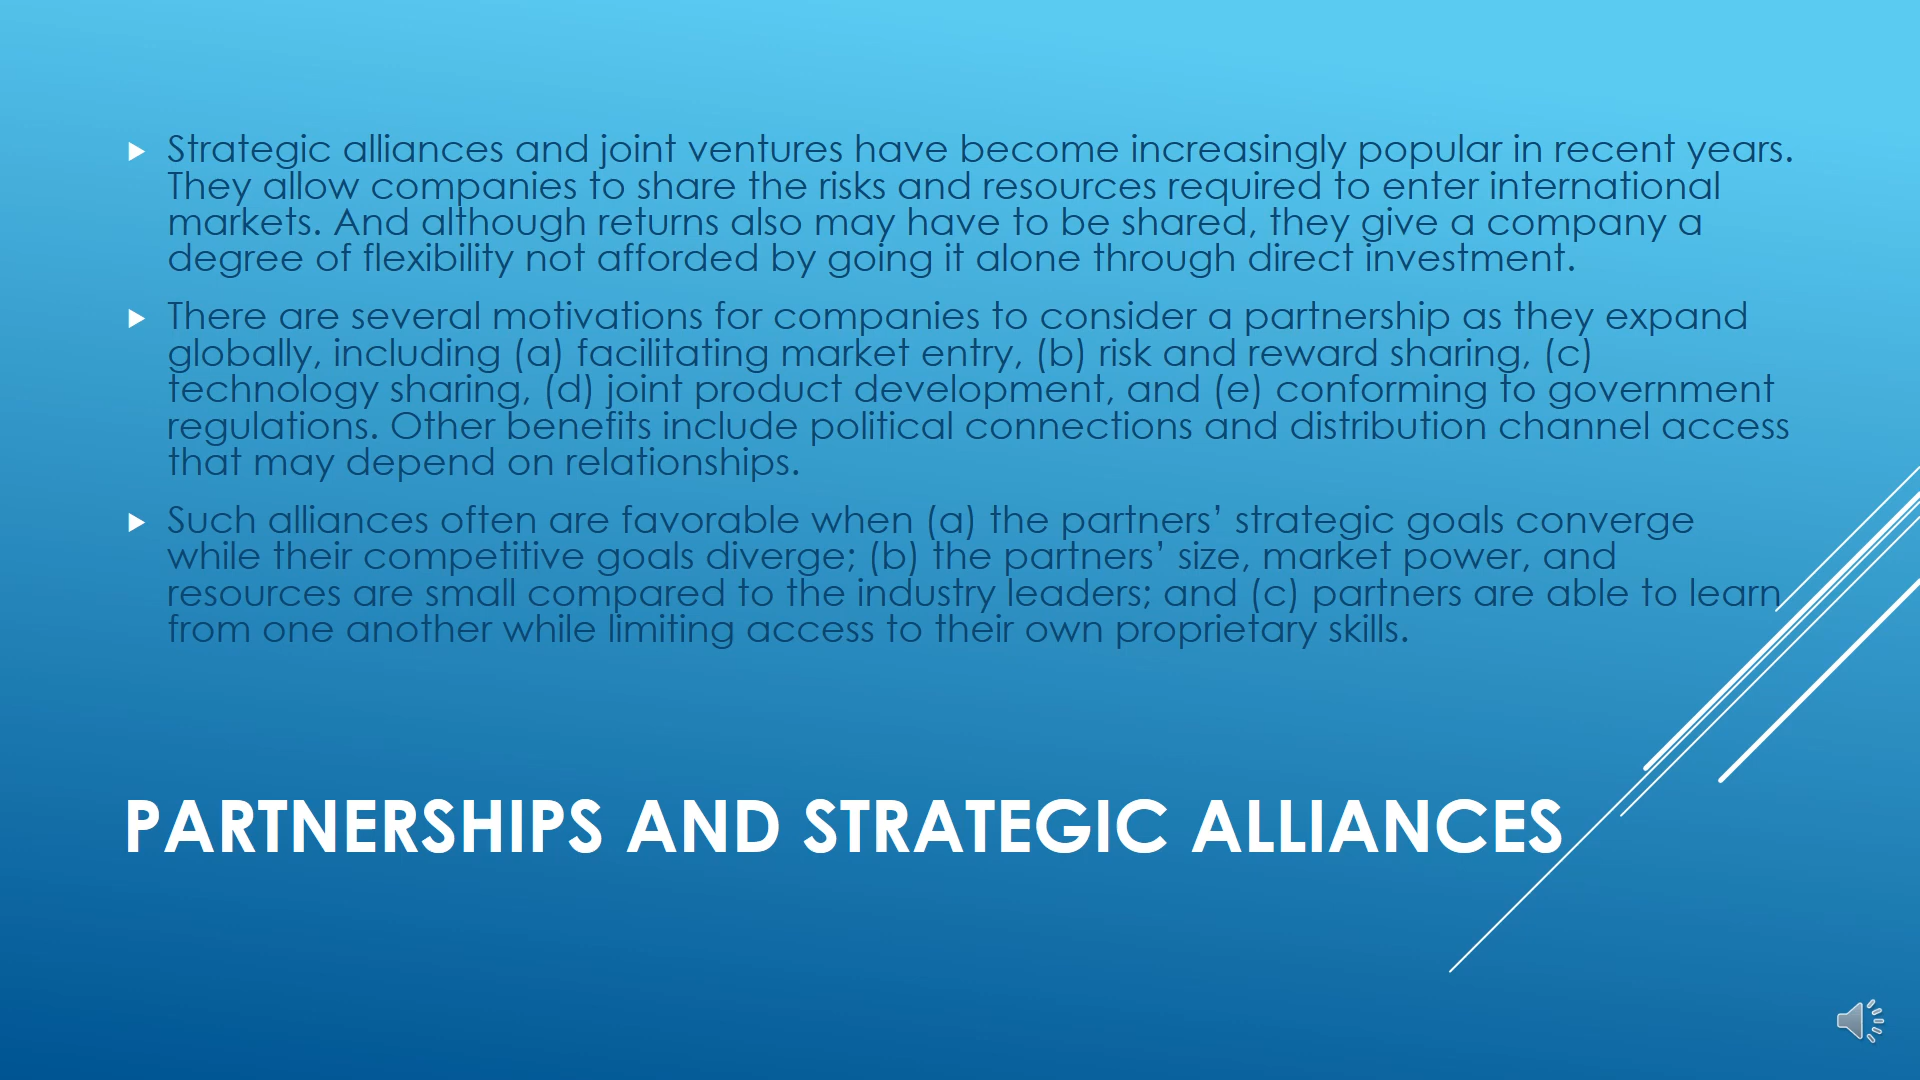 Strategic alliances and joint ventures have become increasingly popular in recent years.
They allow companies to share the risks and resources required to enter international
markets. And although returns also may have to be shared, they give a company a
degree of flexibility not afforded by going it alone through direct investment.
There are several motivations for companies to consider a partnership as they expand
globally, including (a) facilitating market entry, (b) risk and reward sharing, (c)
technology sharing, (d) joint product development, and (e) conforming to government
regulations. Other benefits include political connections and distribution channel access
that may depend on relationships.
Such alliances often are favorable when (a) the partners’ strategic goals converge
while their competitive goals diverge; (b) the partners’ size, market power, and
resources are small compared to the industry leaders; and (c) partners are able to learn
from one another while limiting access to their own proprietary skills.
PARTNERSHIPS AND STRATEGIC ALLIANCES